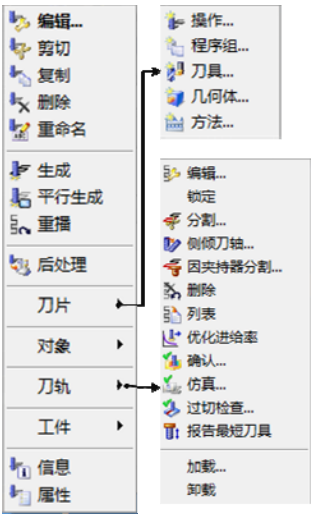 编辑...
剪切
复制
删除
重命名
生成
平行生成
重播
后处理
刀片
对象
刀轨
工件
信息
属性
操作...
程序组...
刀具...
几何体...
方法...
编辑...
锁定
分割...
侧倾刀轴...
因夹持器分割...
删除
列表
优化进给率
确认...
仿真...
过切检查...
报告最短刀具
加载...
卸载